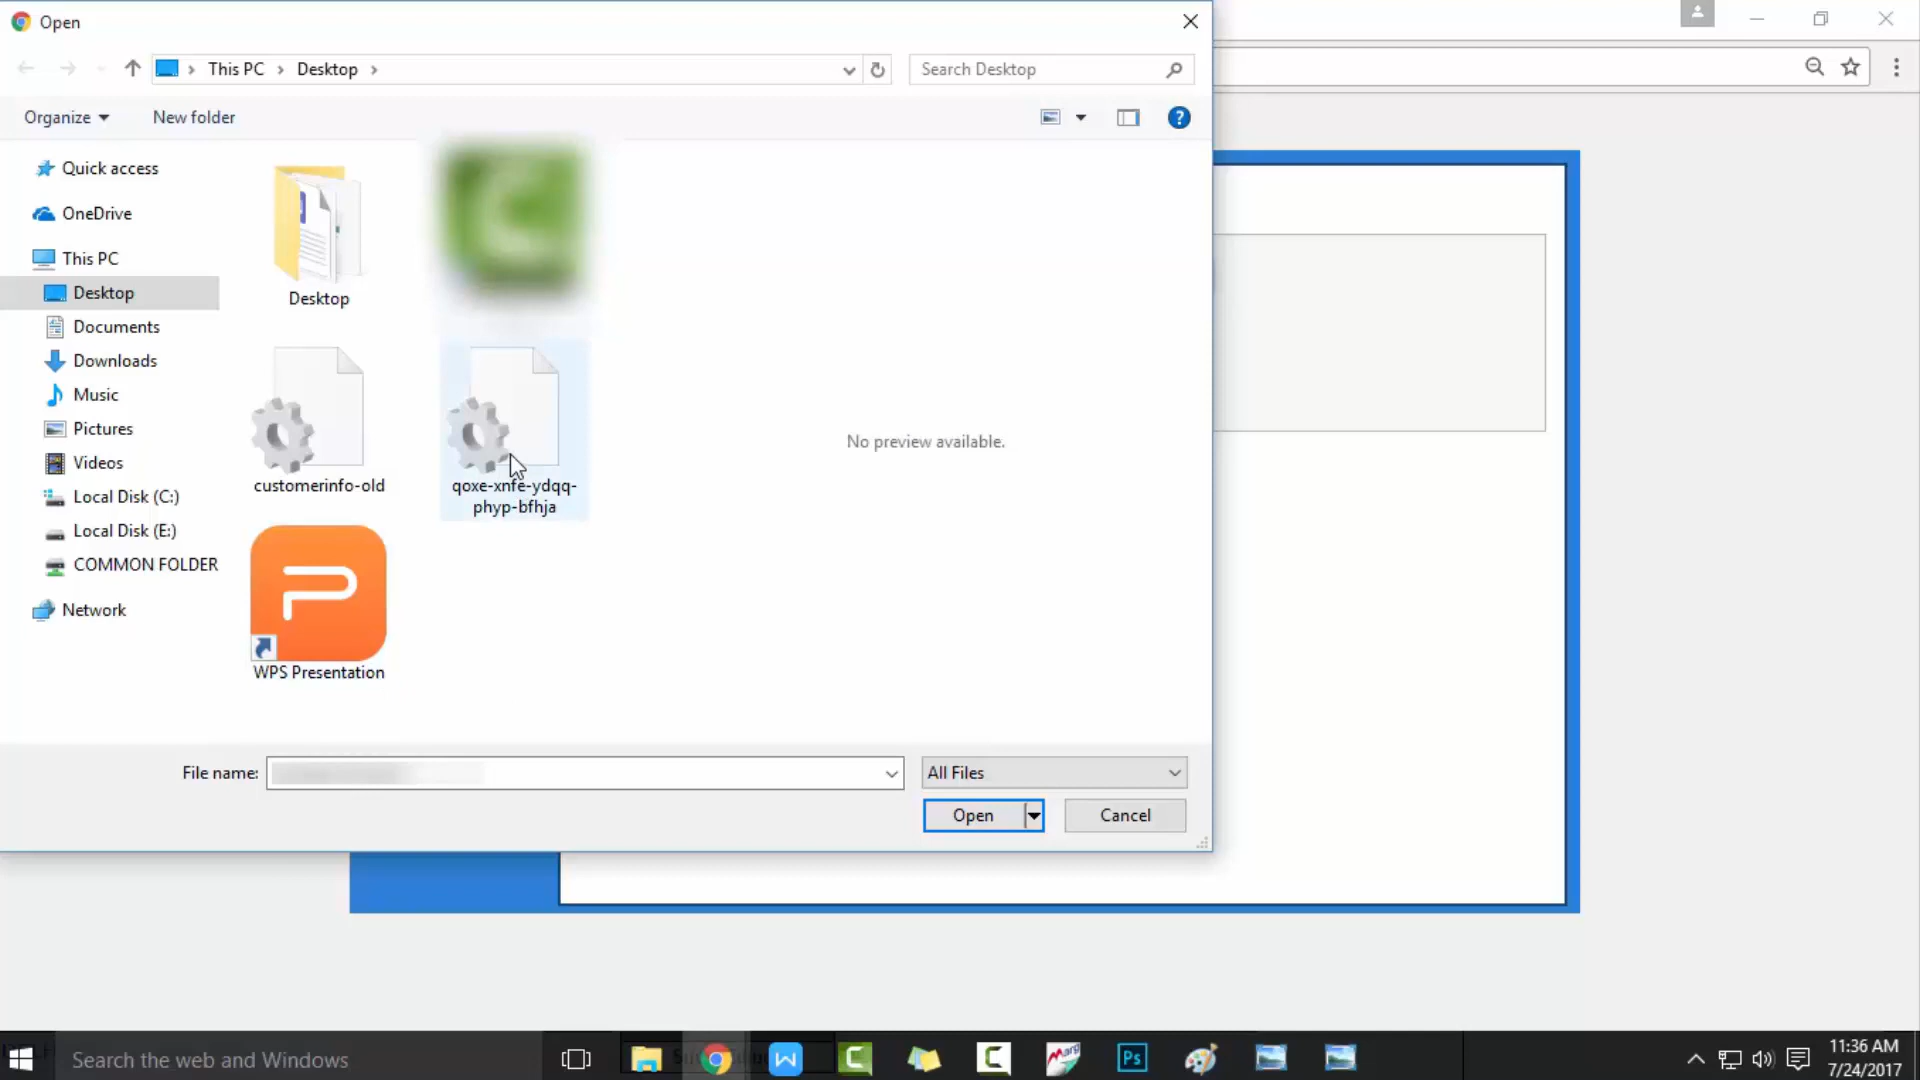 Open
This PC
Desktop
Search Desktop
Organize
New folder
?
Quick access
OneDrive
This PC
Desktop
Documents
Downloads
Music
Pictures
Videos
Local Disk (C:)
Local Disk (E:)
COMMON FOLDER
Network
Desktop
customerinfo-old
qoxe-xnfe-ydqq-
phyp-bfhja
WPS Presentation
No preview available.
File name:
All Files
Open
Cancel
Search the web and Windows
Marg
Ps
11:36 AM
7/24/2017